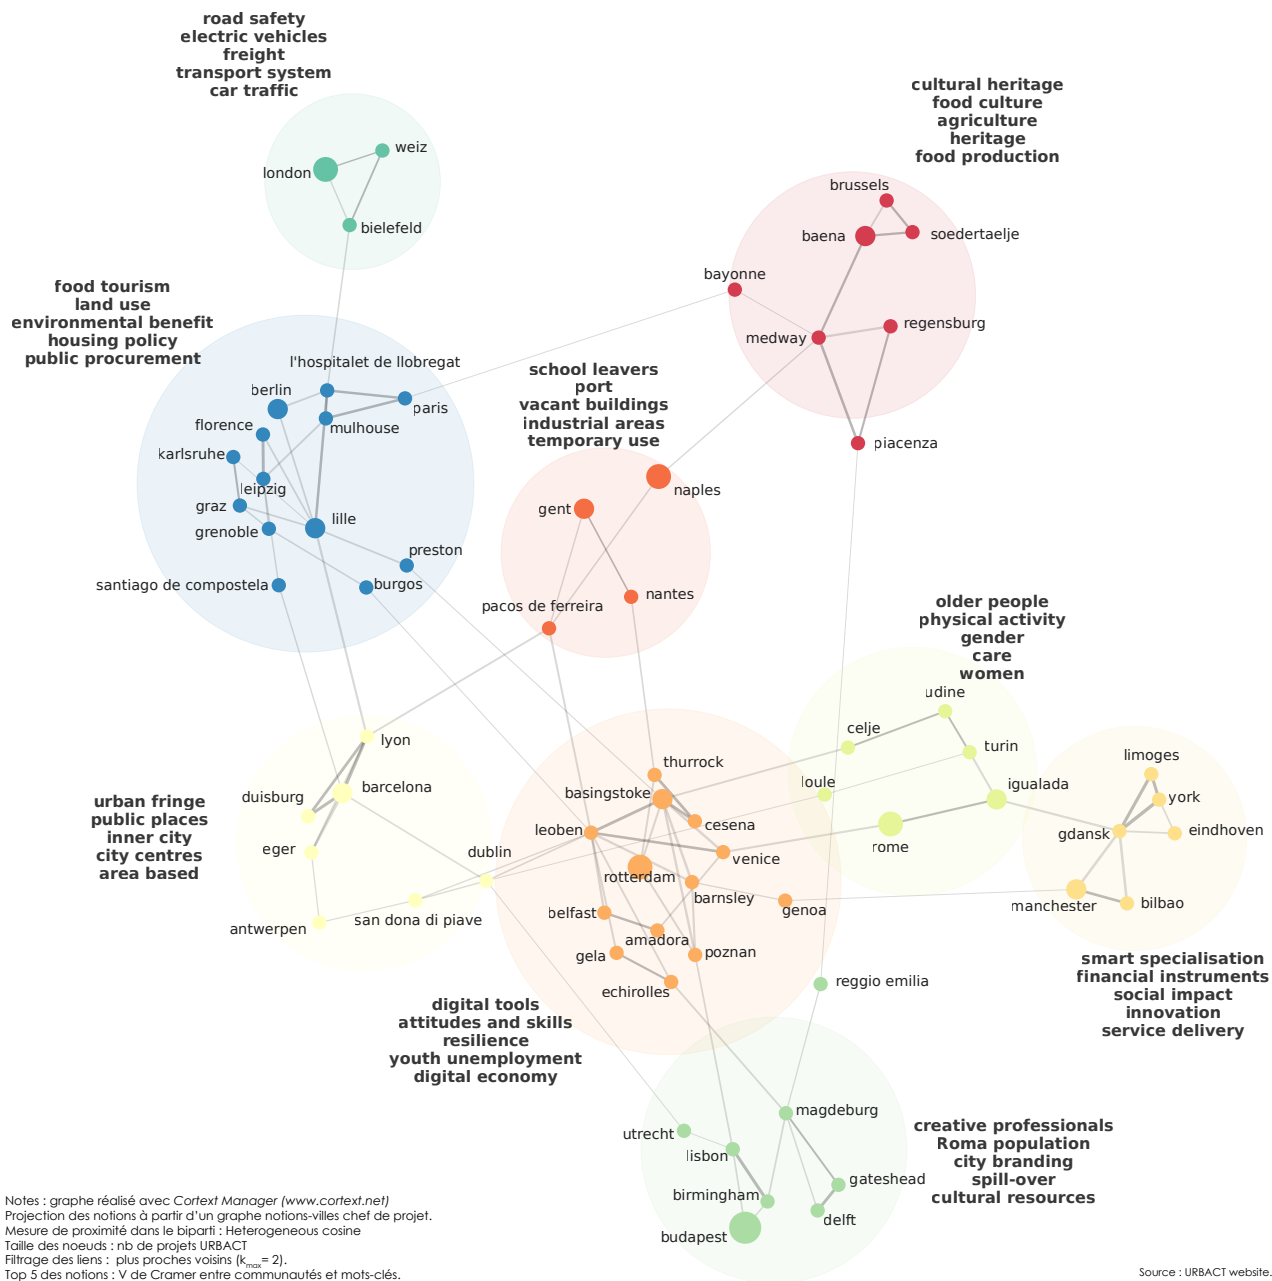 road safety
electric vehicles
freight
transport system
car traffic
weiz
london
bielefeld
cultural heritage
food culture
agriculture
heritage
food production
brussels
baena
soedertaelje
bayonne
medway
regensburg
piacenza
food tourism
land use
environmental benefit
housing policy
public procurement
l'hospitalet de llobregat
berlin
paris
florence
mulhouse
karlsruhe
leipzig
graz
lille
grenoble
preston
santiago de compostela
burgos
school leavers
port
vacant buildings
industrial areas
temporary use
naples
gent
nantes
pacos de ferreira
older people
physical activity
gender
care
women
udine
celje
turin
loule
igualada
rome
limoges
york
gdansk
eindhoven
manchester
bilbao
smart specialisation
financial instruments
social impact
innovation
service delivery
urban fringe
public places
inner city
city centres
area based
lyon
barcelona
duisburg
eger
dublin
san dona di piave
antwerpen
thurrock
basingstoke
cesena
leoben
venice
rotterdam
barnsley
genoa
belfast
amadora
gela
poznan
echirolles
digital tools
attitudes and skills
resilience
youth unemployment
digital economy
reggio emilia
magdeburg
utrecht
lisbon
gateshead
birmingham
delft
budapest
creative professionals
Roma population
city branding
spill-over
cultural resources
Notes : graphe réalisé avec Cortext Manager (www.cortext.net)
Projection des notions à partir d'un graphe notions-villes chef de projet.
Mesure de proximité dans le biparti : Heterogeneous cosine
Taille des noeuds : nb de projets URBACT
Filtrage des liens : plus proches voisins (kmax= 2).
Top 5 des notions : V de Cramer entre communautés et mots-clés.
Source : URBACT website.